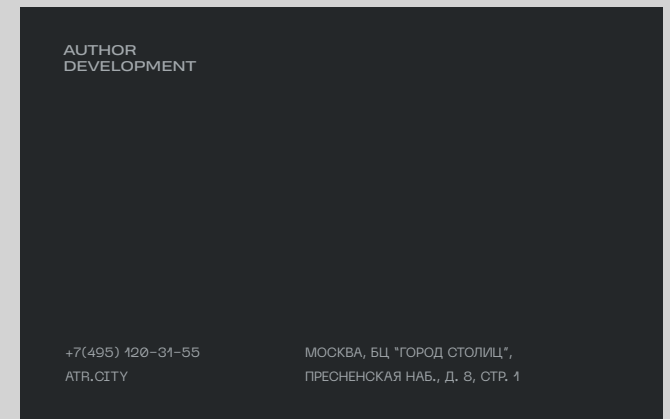 AUTHOR
DEVELOPMENT
+7(495) 120-31-55
ATR.CITY
МОСКВА, БЦ "ГОРОД СТОЛИЦ",
ПРЕСНЕНСКАЯ НАБ., Д. 8, СТР. 1